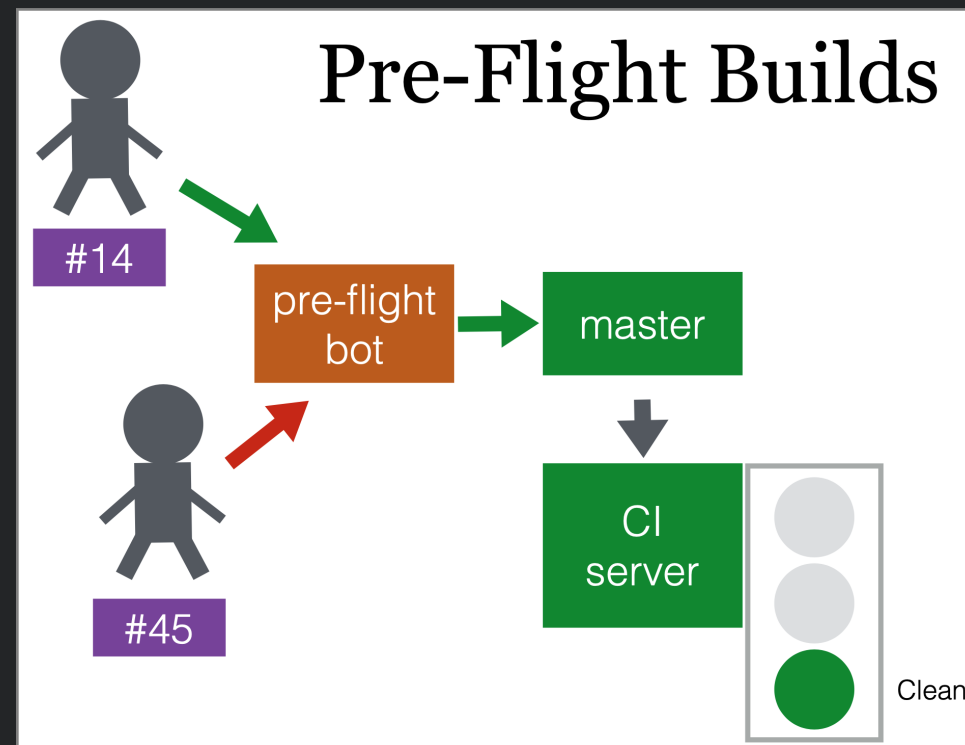 Pre-Flight Builds
#14
pre-flight
bot
master
CI
server
#45
Clean